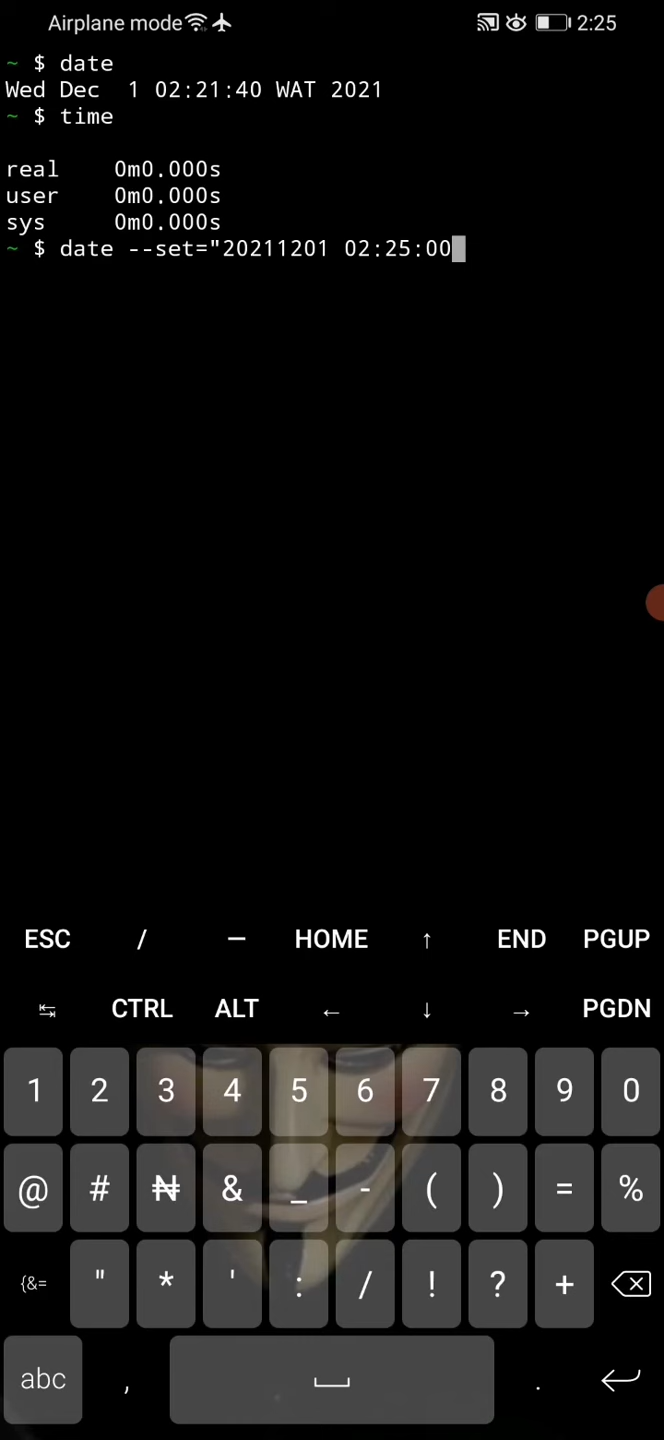 Airplane mode 2:25
~ $ date
Wed Dec  1 02:21:40 WAT 2021
~ $ time
real    0m0.000s
user    0m0.000s
sys     0m0.000s
~ $ date --set="20211201 02:25:00
ESC / — HOME ↑ END PGUP
↹ CTRL ALT ← ↓ → PGDN
1 2 3 4 5 6 7 8 9 0
@ # ₦ & _ - ( ) = %
{&= " * ' : / ! ? +
abc , .